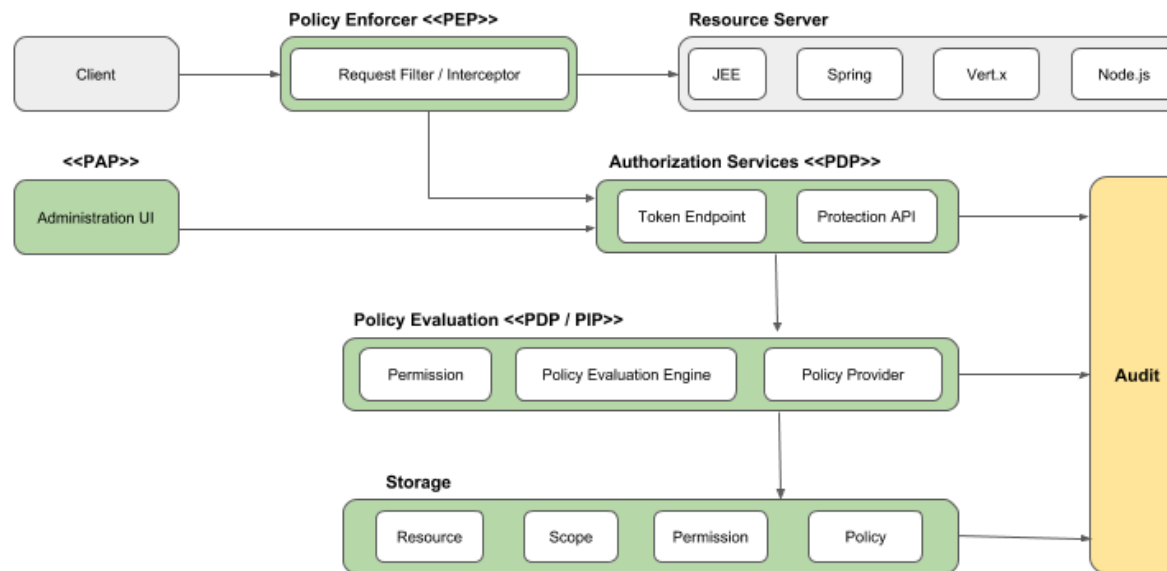 Policy Enforcer <<PEP>>
Resource Server
Client
Request Filter / Interceptor
JEE
Spring
Vert.x
Node.js
<<PAP>>
Authorization Services <<PDP>>
Administration UI
Token Endpoint
Protection API
Policy Evaluation <<PDP / PIP>>
Permission
Policy Evaluation Engine
Policy Provider
Audit
Storage
Resource
Scope
Permission
Policy